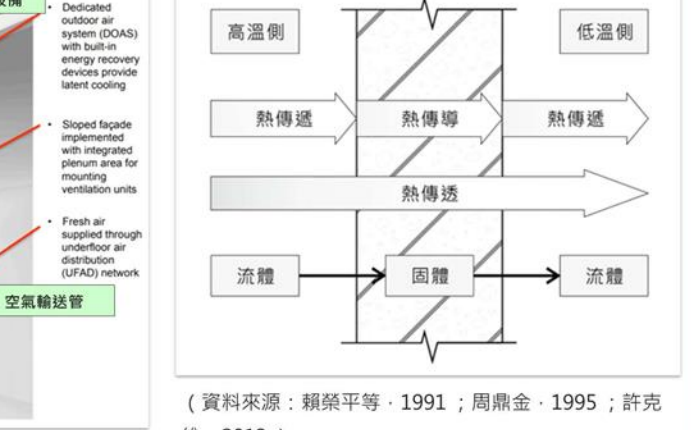 • Dedicated
outdoor air
system (DOAS)
with built-in
energy recovery
devices provide
latent cooling
• Sloped façade
implemented
with integrated
plenum area for
mounting
ventilation units
• Fresh air
supplied through
underfloor air
distribution
(UFAD) network
空氣輸送管
高溫側
低溫側
熱傳遞
熱傳導
熱傳遞
熱傳透
流體
固體
流體
（資料來源：賴榮平等，1991 ；周鼎金，1995 ；許克